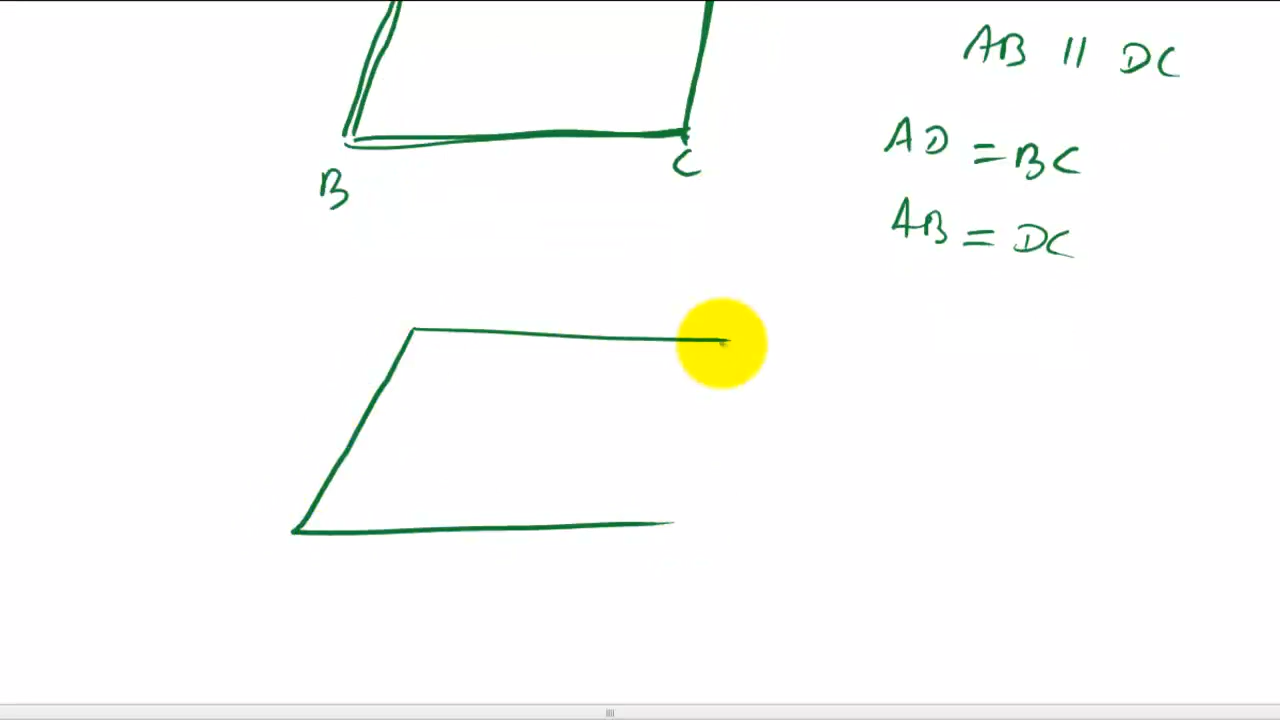 AB || DC
AD = BC
AB = DC
B
C